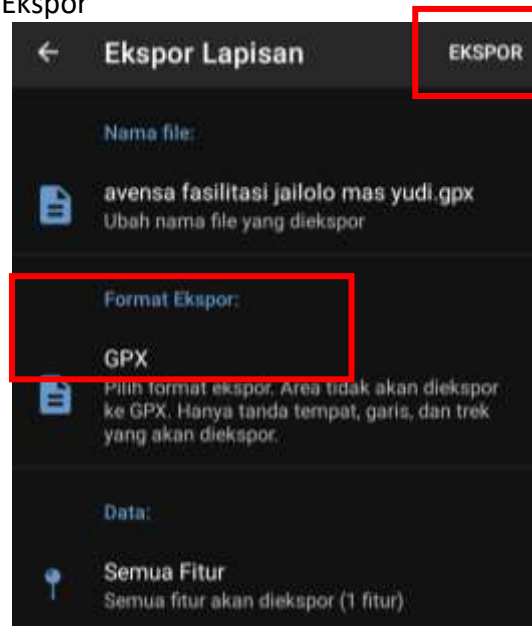 Ekspor
Ekspor Lapisan
EKSPOR
Nama file:
avensa fasilitasi jailolo mas yudi.gpx
Ubah nama file yang diekspor
Format Ekspor:
GPX
Pilih format ekspor. Area tidak akan diekspor
ke GPX. Hanya tanda tempat, garis, dan trek
yang akan diekspor.
Data:
Semua Fitur
Semua fitur akan diekspor (1 fitur)